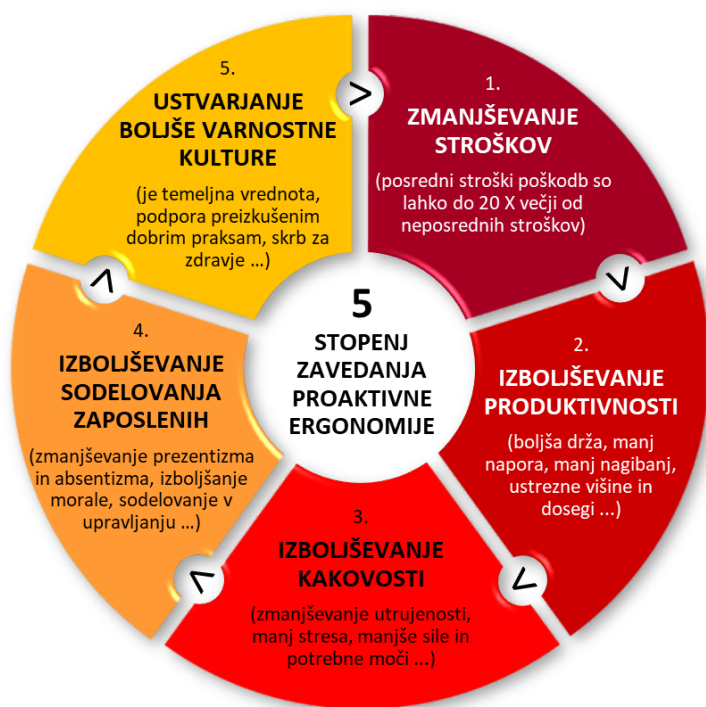 5
STOPENJ
ZAVEDANJA
PROAKTIVNE
ERGONOMIJE
1.
ZMANJŠEVANJE
STROŠKOV
(posredni stroški poškodb so
lahko do 20 X večji od
neposrednih stroškov)
2.
IZBOLJŠEVANJE
PRODUKTIVNOSTI
(boljša drža, manj
napora, manj nagibanj,
ustrezne višine in
dosegi ...)
3.
IZBOLJŠEVANJE
KAKOVOSTI
(zmanjševanje utrujenosti,
manj stresa, manjše sile in
potrebne moči ...)
4.
IZBOLJŠEVANJE
SODELOVANJA
ZAPOSLENIH
(zmanjševanje prezentizma
in absentizma, izboljšanje
morale, sodelovanje v
upravljanju ...)
5.
USTVARJANJE
BOLJŠE VARNOSTNE
KULTURE
(je temeljna vrednota,
podpora preizkušenim
dobrim praksam, skrb za
zdravje ...)